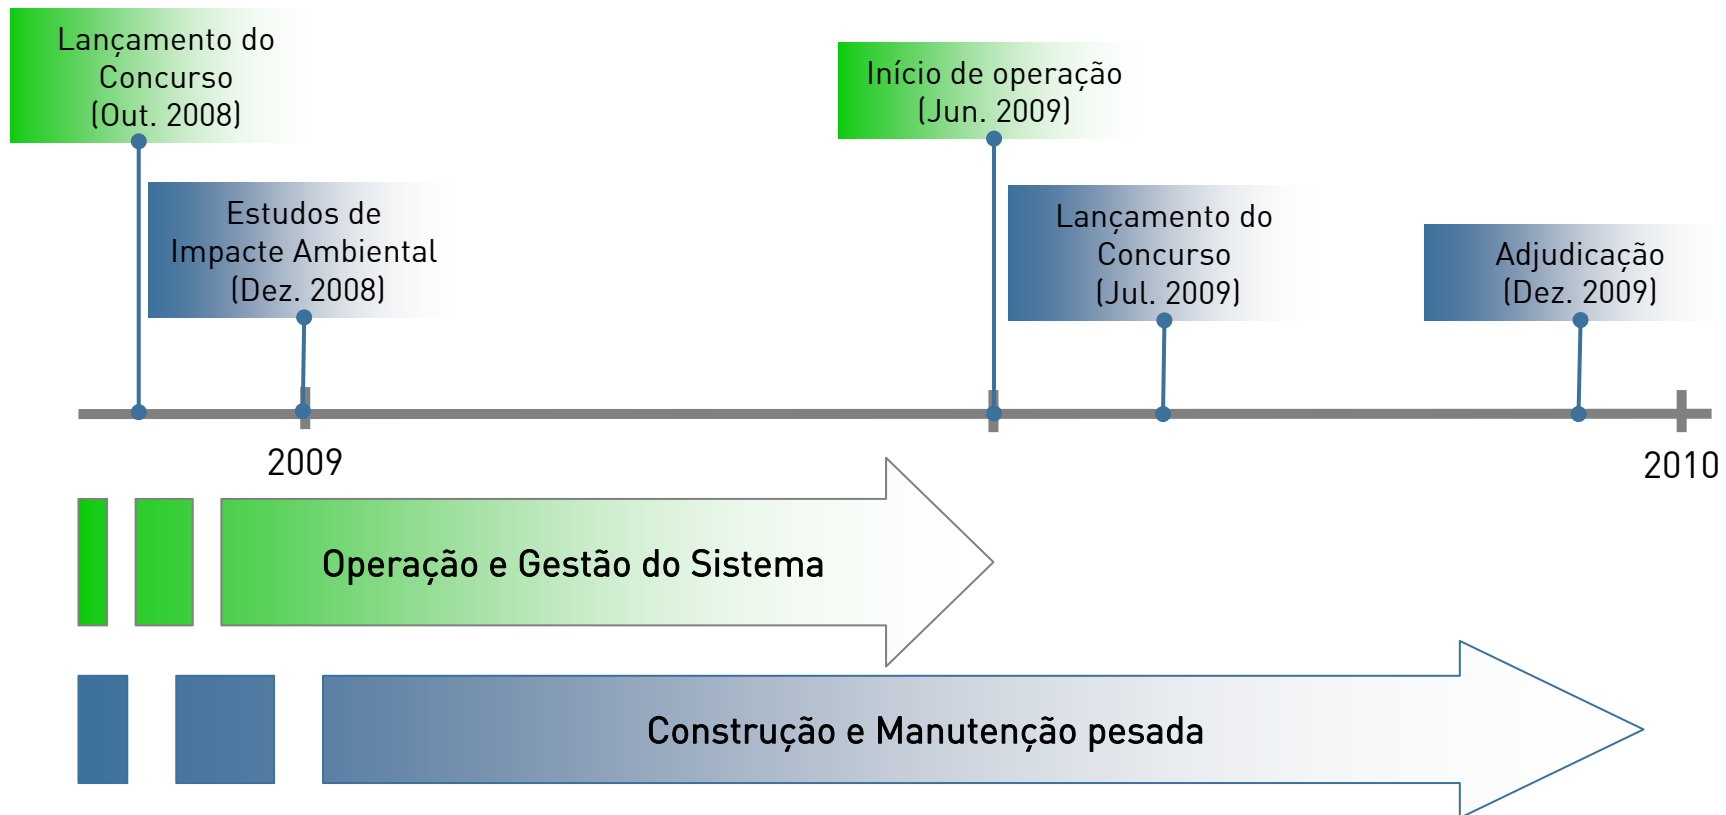 Lançamento do
Concurso
(Out. 2008)
Início de operação
(Jun. 2009)
Estudos de
Impacte Ambiental
(Dez. 2008)
Lançamento do
Concurso
(Jul. 2009)
Adjudicação
(Dez. 2009)
2009
2010
Operação e Gestão do Sistema
Construção e Manutenção pesada